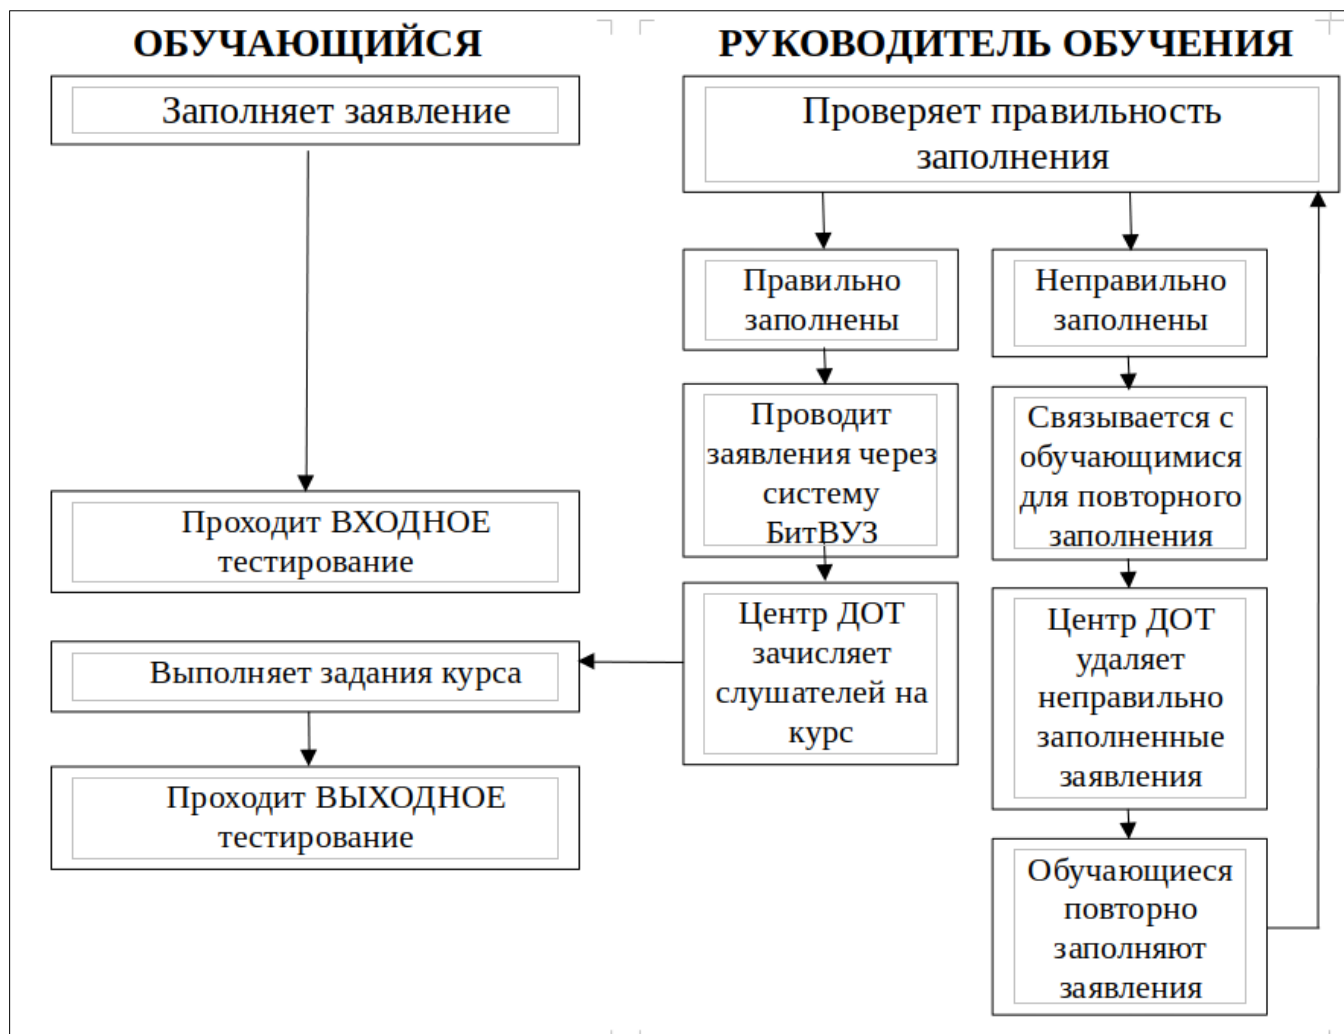 ОБУЧАЮЩИЙСЯ
Заполняет заявление
Проходит ВХОДНОЕ
тестирование
Выполняет задания курса
Проходит ВЫХОДНОЕ
тестирование
РУКОВОДИТЕЛЬ ОБУЧЕНИЯ
Проверяет правильность
заполнения
Правильно
заполнены
Проводит
заявления через
систему
БитВУЗ
Центр ДОТ
зачисляет
слушателей на
курс
Неправильно
заполнены
Связывается с
обучающимися
для повторного
заполнения
Центр ДОТ
удаляет
неправильно
заполненные
заявления
Обучающиеся
повторно
заполняют
заявления